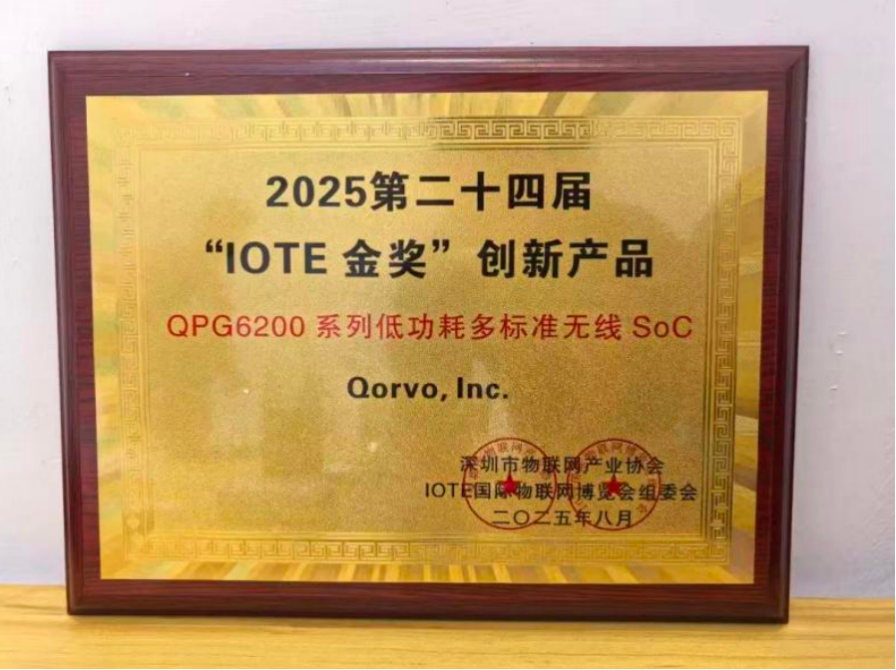 2025第二十四届
“IOTE 金奖”创新产品
QPG6200 系列低功耗多标准无线 SoC
Qorvo, Inc.
深圳市物联网产业协会
IOTE国际物联网博览会组委会
二〇二五年八月